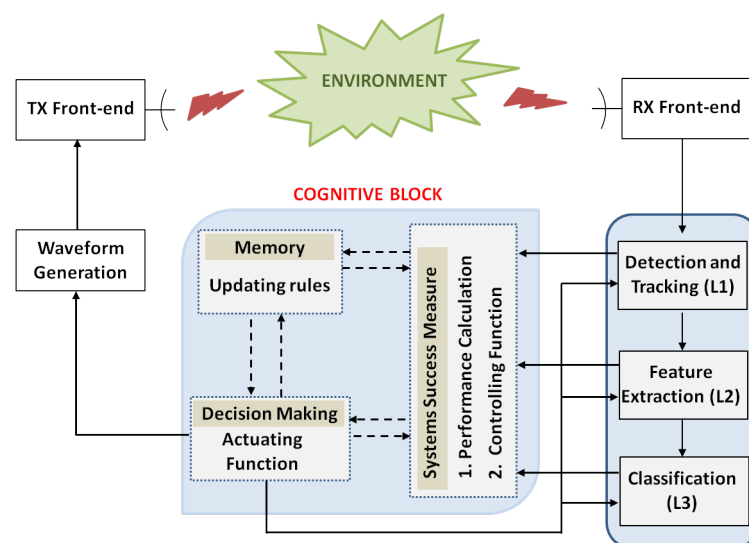 ENVIRONMENT
TX Front-end
RX Front-end
COGNITIVE BLOCK
Waveform
Generation
Memory
Updating rules
Decision Making
Actuating
Function
Systems Success Measure
1. Performance Calculation
2. Controlling Function
Detection and
Tracking (L1)
Feature
Extraction (L2)
Classification
(L3)